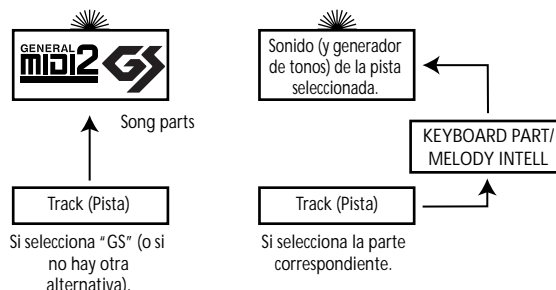 GENERAL
MIDI2 GS
Song parts
Track (Pista)
Si selecciona “GS” (o si
no hay otra
alternativa).
Sonido (y generador
de tonos) de la pista
seleccionada.
KEYBOARD PART/
MELODY INTELL
Track (Pista)
Si selecciona la parte
correspondiente.